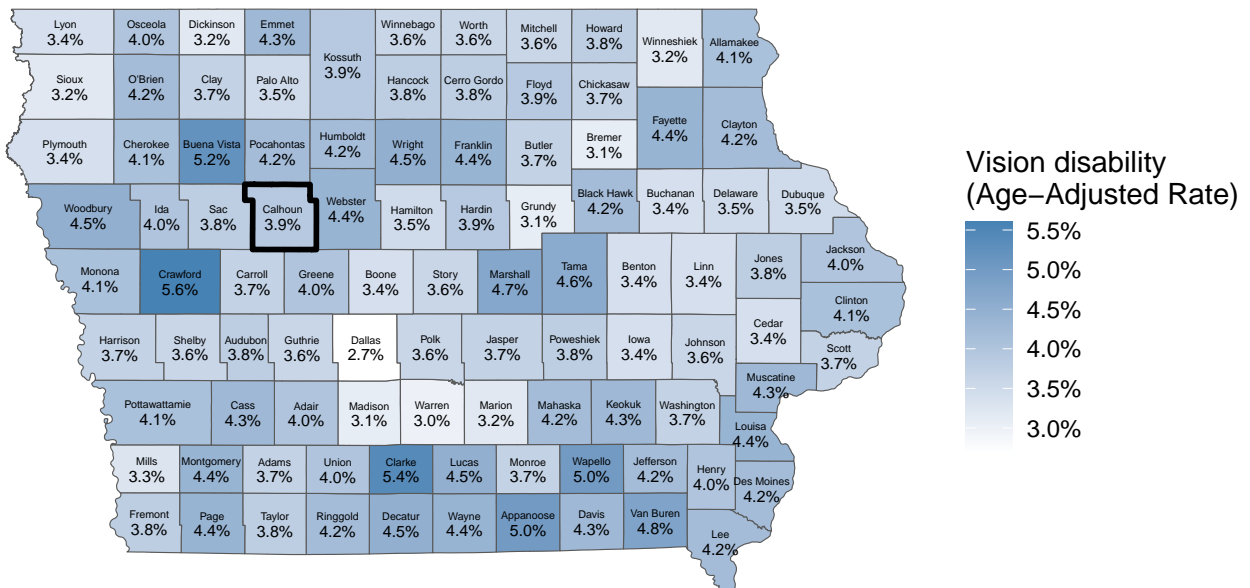 Lyon
3.4%
Osceola
4.0%
Dickinson
3.2%
Emmet
4.3%
Kossuth
3.9%
Winnebago
3.6%
Worth
3.6%
Mitchell
3.6%
Howard
3.8%
Winneshiek
3.2%
Allamakee
4.1%
Sioux
3.2%
O'Brien
4.2%
Clay
3.7%
Palo Alto
3.5%
Hancock
3.8%
Cerro Gordo
3.8%
Floyd
3.9%
Chickasaw
3.7%
Fayette
4.4%
Clayton
4.2%
Plymouth
3.4%
Cherokee
4.1%
Buena Vista
5.2%
Pocahontas
4.2%
Humboldt
4.2%
Wright
4.5%
Franklin
4.4%
Butler
3.7%
Bremer
3.1%
Woodbury
4.5%
Ida
4.0%
Sac
3.8%
Calhoun
3.9%
Webster
4.4%
Hamilton
3.5%
Hardin
3.9%
Grundy
3.1%
Black Hawk
4.2%
Buchanan
3.4%
Delaware
3.5%
Dubuque
3.5%
Monona
4.1%
Crawford
5.6%
Carroll
3.7%
Greene
4.0%
Boone
3.4%
Story
3.6%
Marshall
4.7%
Tama
4.6%
Benton
3.4%
Linn
3.4%
Jones
3.8%
Jackson
4.0%
Clinton
4.1%
Harrison
3.7%
Shelby
3.6%
Audubon
3.8%
Guthrie
3.6%
Dallas
2.7%
Polk
3.6%
Jasper
3.7%
Poweshiek
3.8%
Iowa
3.4%
Johnson
3.6%
Cedar
3.4%
Scott
3.7%
Muscatine
4.3%
Pottawattamie
4.1%
Cass
4.3%
Adair
4.0%
Madison
3.1%
Warren
3.0%
Marion
3.2%
Mahaska
4.2%
Keokuk
4.3%
Washington
3.7%
Louisa
4.4%
Mills
3.3%
Montgomery
4.4%
Adams
3.7%
Union
4.0%
Clarke
5.4%
Lucas
4.5%
Monroe
3.7%
Wapello
5.0%
Jefferson
4.2%
Henry
4.0%
Des Moines
4.2%
Fremont
3.8%
Page
4.4%
Taylor
3.8%
Ringgold
4.2%
Decatur
4.5%
Wayne
4.4%
Appanoose
5.0%
Davis
4.3%
Van Buren
4.8%
Lee
4.2%
Vision disability
(Age−Adjusted Rate)
5.5%
5.0%
4.5%
4.0%
3.5%
3.0%